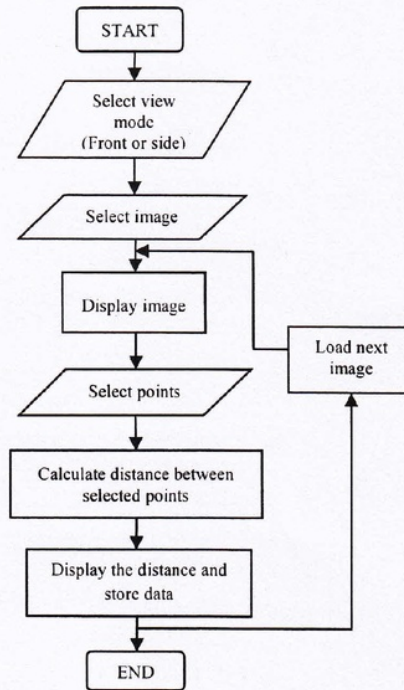 START
Select view
mode
(Front or side)
Select image
Display image
Load next
image
Select points
Calculate distance between
selected points
Display the distance and
store data
END